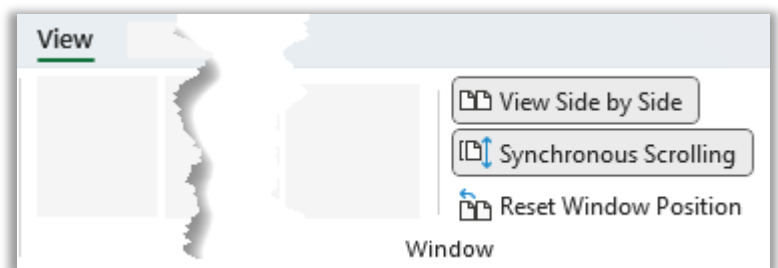 View
View Side by Side
Synchronous Scrolling
Reset Window Position
Window